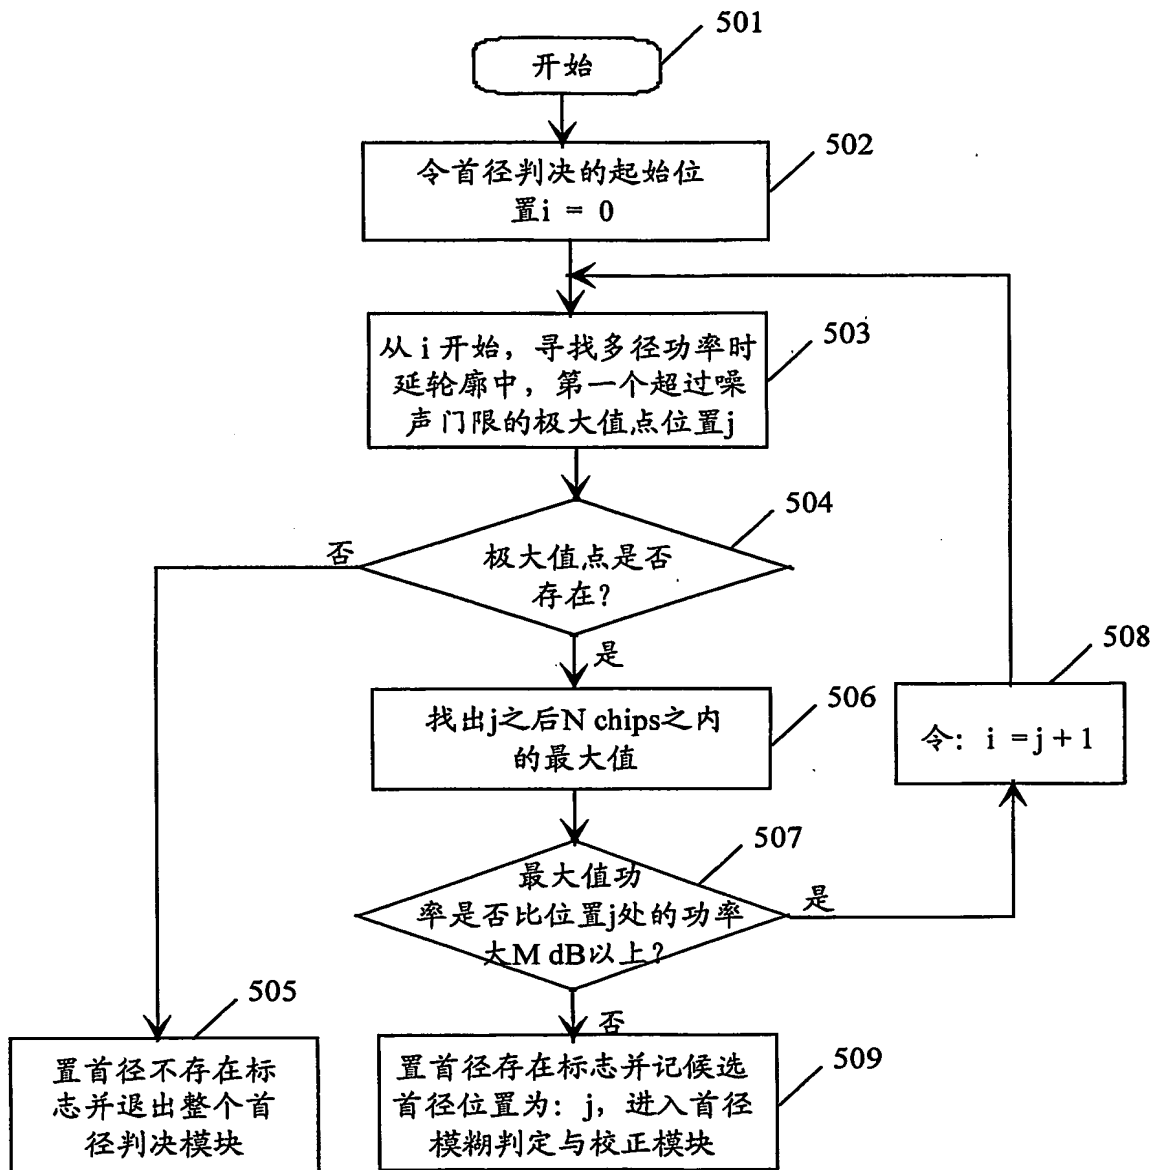 501
开始
502
令首径判决的起始位
置i = 0
503
从 i 开始，寻找多径功率时
延轮廓中，第一个超过噪
声门限的极大值点位置j
504
否
极大值点是否
存在？
是
508
506
找出j之后N chips之内
的最大值
令：i = j + 1
507
最大值功
率是否比位置j处的功率
大M dB以上？
是
505
否
509
置首径不存在标
志并退出整个首
径判决模块
置首径存在标志并记候选
首径位置为：j，进入首径
模糊判定与校正模块